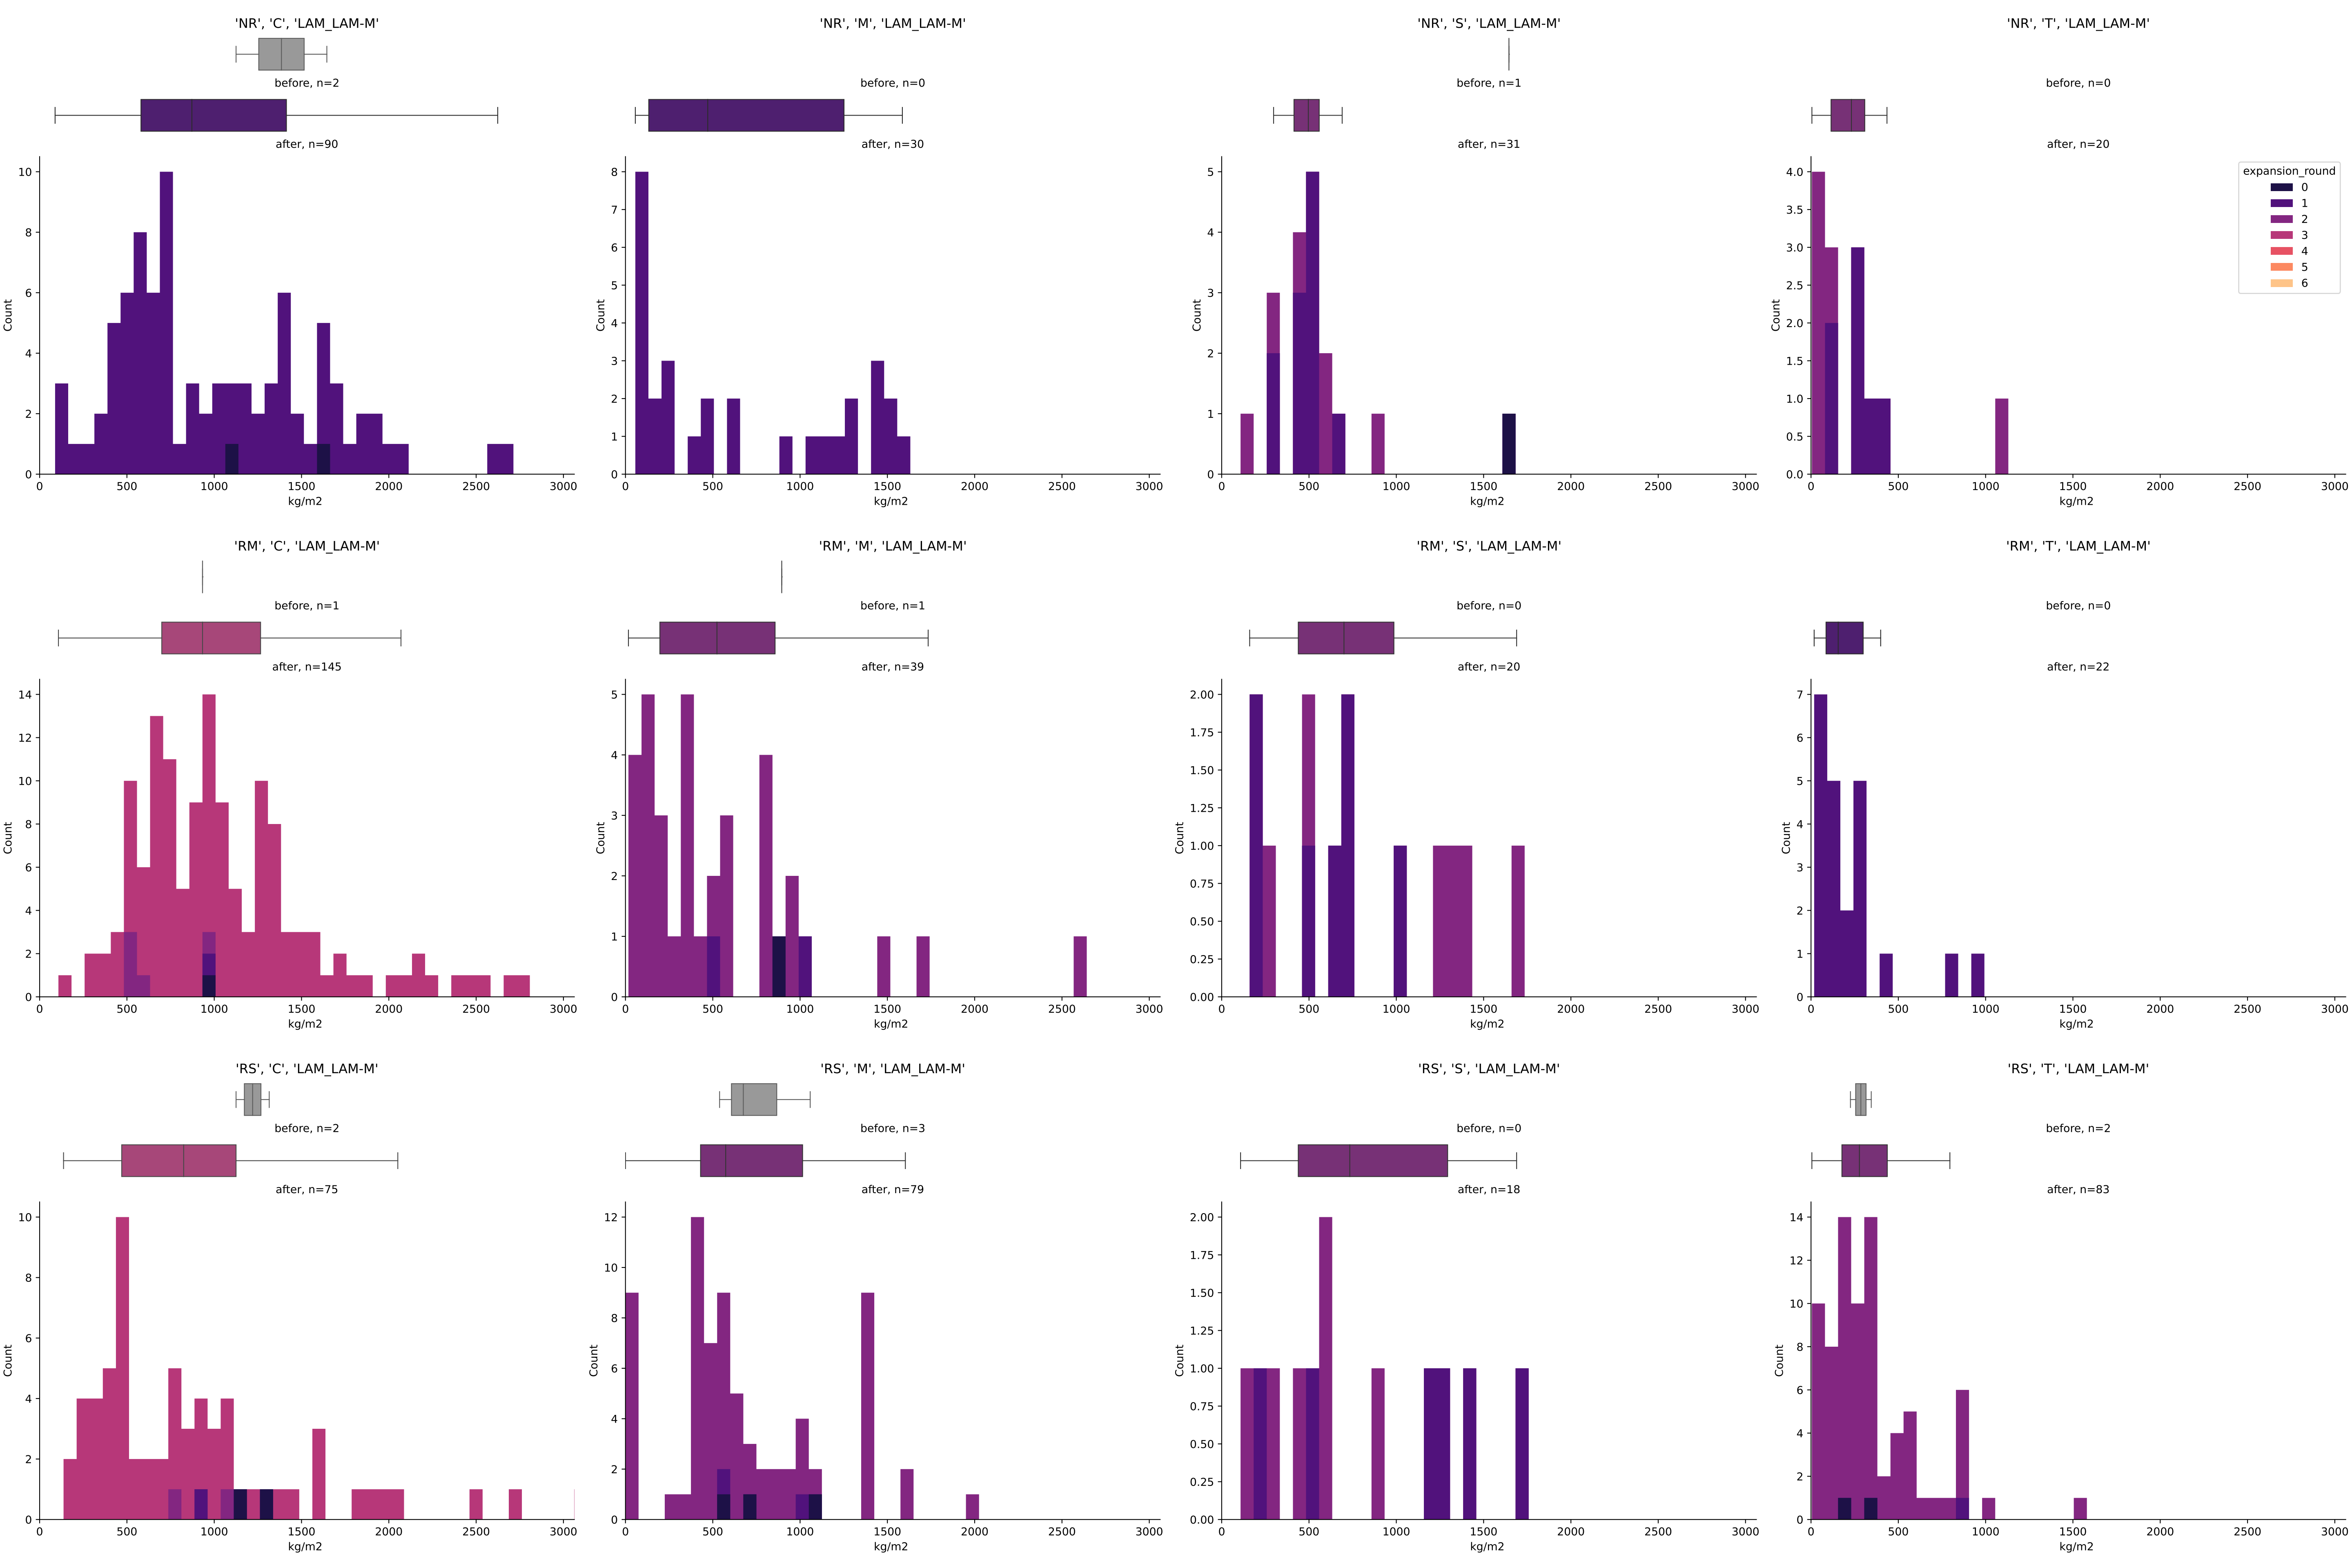 'NR', 'C', 'LAM_LAM-M'
before, n=2
after, n=90
Count
10
8
6
4
2
0
0 500 1000 1500 2000 2500 3000
kg/m2
'NR', 'M', 'LAM_LAM-M'
before, n=0
after, n=30
Count
8
7
6
5
4
3
2
1
0
0 500 1000 1500 2000 2500 3000
kg/m2
'NR', 'S', 'LAM_LAM-M'
before, n=1
after, n=31
Count
5
4
3
2
1
0
0 500 1000 1500 2000 2500 3000
kg/m2
'NR', 'T', 'LAM_LAM-M'
before, n=0
after, n=20
Count
4.0
3.5
3.0
2.5
2.0
1.5
1.0
0.5
0.0
0 500 1000 1500 2000 2500 3000
kg/m2
expansion_round
0
1
2
3
4
5
6
'RM', 'C', 'LAM_LAM-M'
before, n=1
after, n=145
Count
14
12
10
8
6
4
2
0
0 500 1000 1500 2000 2500 3000
kg/m2
'RM', 'M', 'LAM_LAM-M'
before, n=1
after, n=39
Count
5
4
3
2
1
0
0 500 1000 1500 2000 2500 3000
kg/m2
'RM', 'S', 'LAM_LAM-M'
before, n=0
after, n=20
Count
2.00
1.75
1.50
1.25
1.00
0.75
0.50
0.25
0.00
0 500 1000 1500 2000 2500 3000
kg/m2
'RM', 'T', 'LAM_LAM-M'
before, n=0
after, n=22
Count
7
6
5
4
3
2
1
0
0 500 1000 1500 2000 2500 3000
kg/m2
'RS', 'C', 'LAM_LAM-M'
before, n=2
after, n=75
Count
10
8
6
4
2
0
0 500 1000 1500 2000 2500 3000
kg/m2
'RS', 'M', 'LAM_LAM-M'
before, n=3
after, n=79
Count
12
10
8
6
4
2
0
0 500 1000 1500 2000 2500 3000
kg/m2
'RS', 'S', 'LAM_LAM-M'
before, n=0
after, n=18
Count
2.00
1.75
1.50
1.25
1.00
0.75
0.50
0.25
0.00
0 500 1000 1500 2000 2500 3000
kg/m2
'RS', 'T', 'LAM_LAM-M'
before, n=2
after, n=83
Count
14
12
10
8
6
4
2
0
0 500 1000 1500 2000 2500 3000
kg/m2